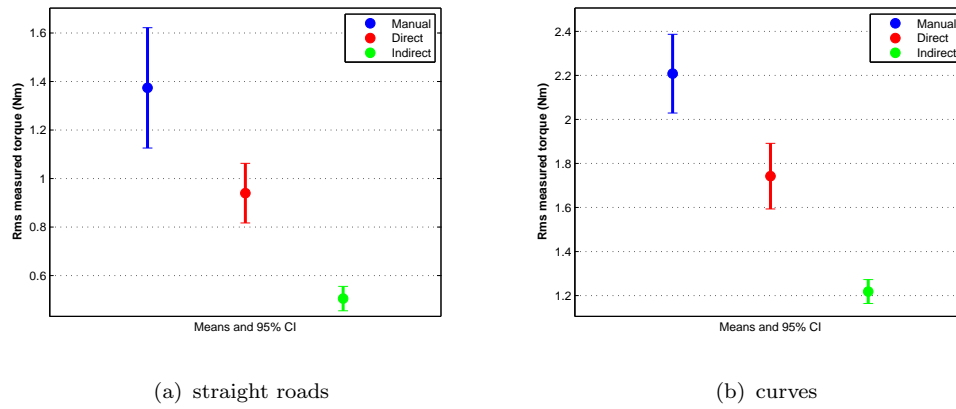 1.6
1.4
1.2
1
0.8
0.6
Rms measured torque (Nm)
Manual
Direct
Indirect
Means and 95% CI
(a) straight roads
2.4
2.2
2
1.8
1.6
1.4
1.2
Rms measured torque (Nm)
Manual
Direct
Indirect
Means and 95% CI
(b) curves